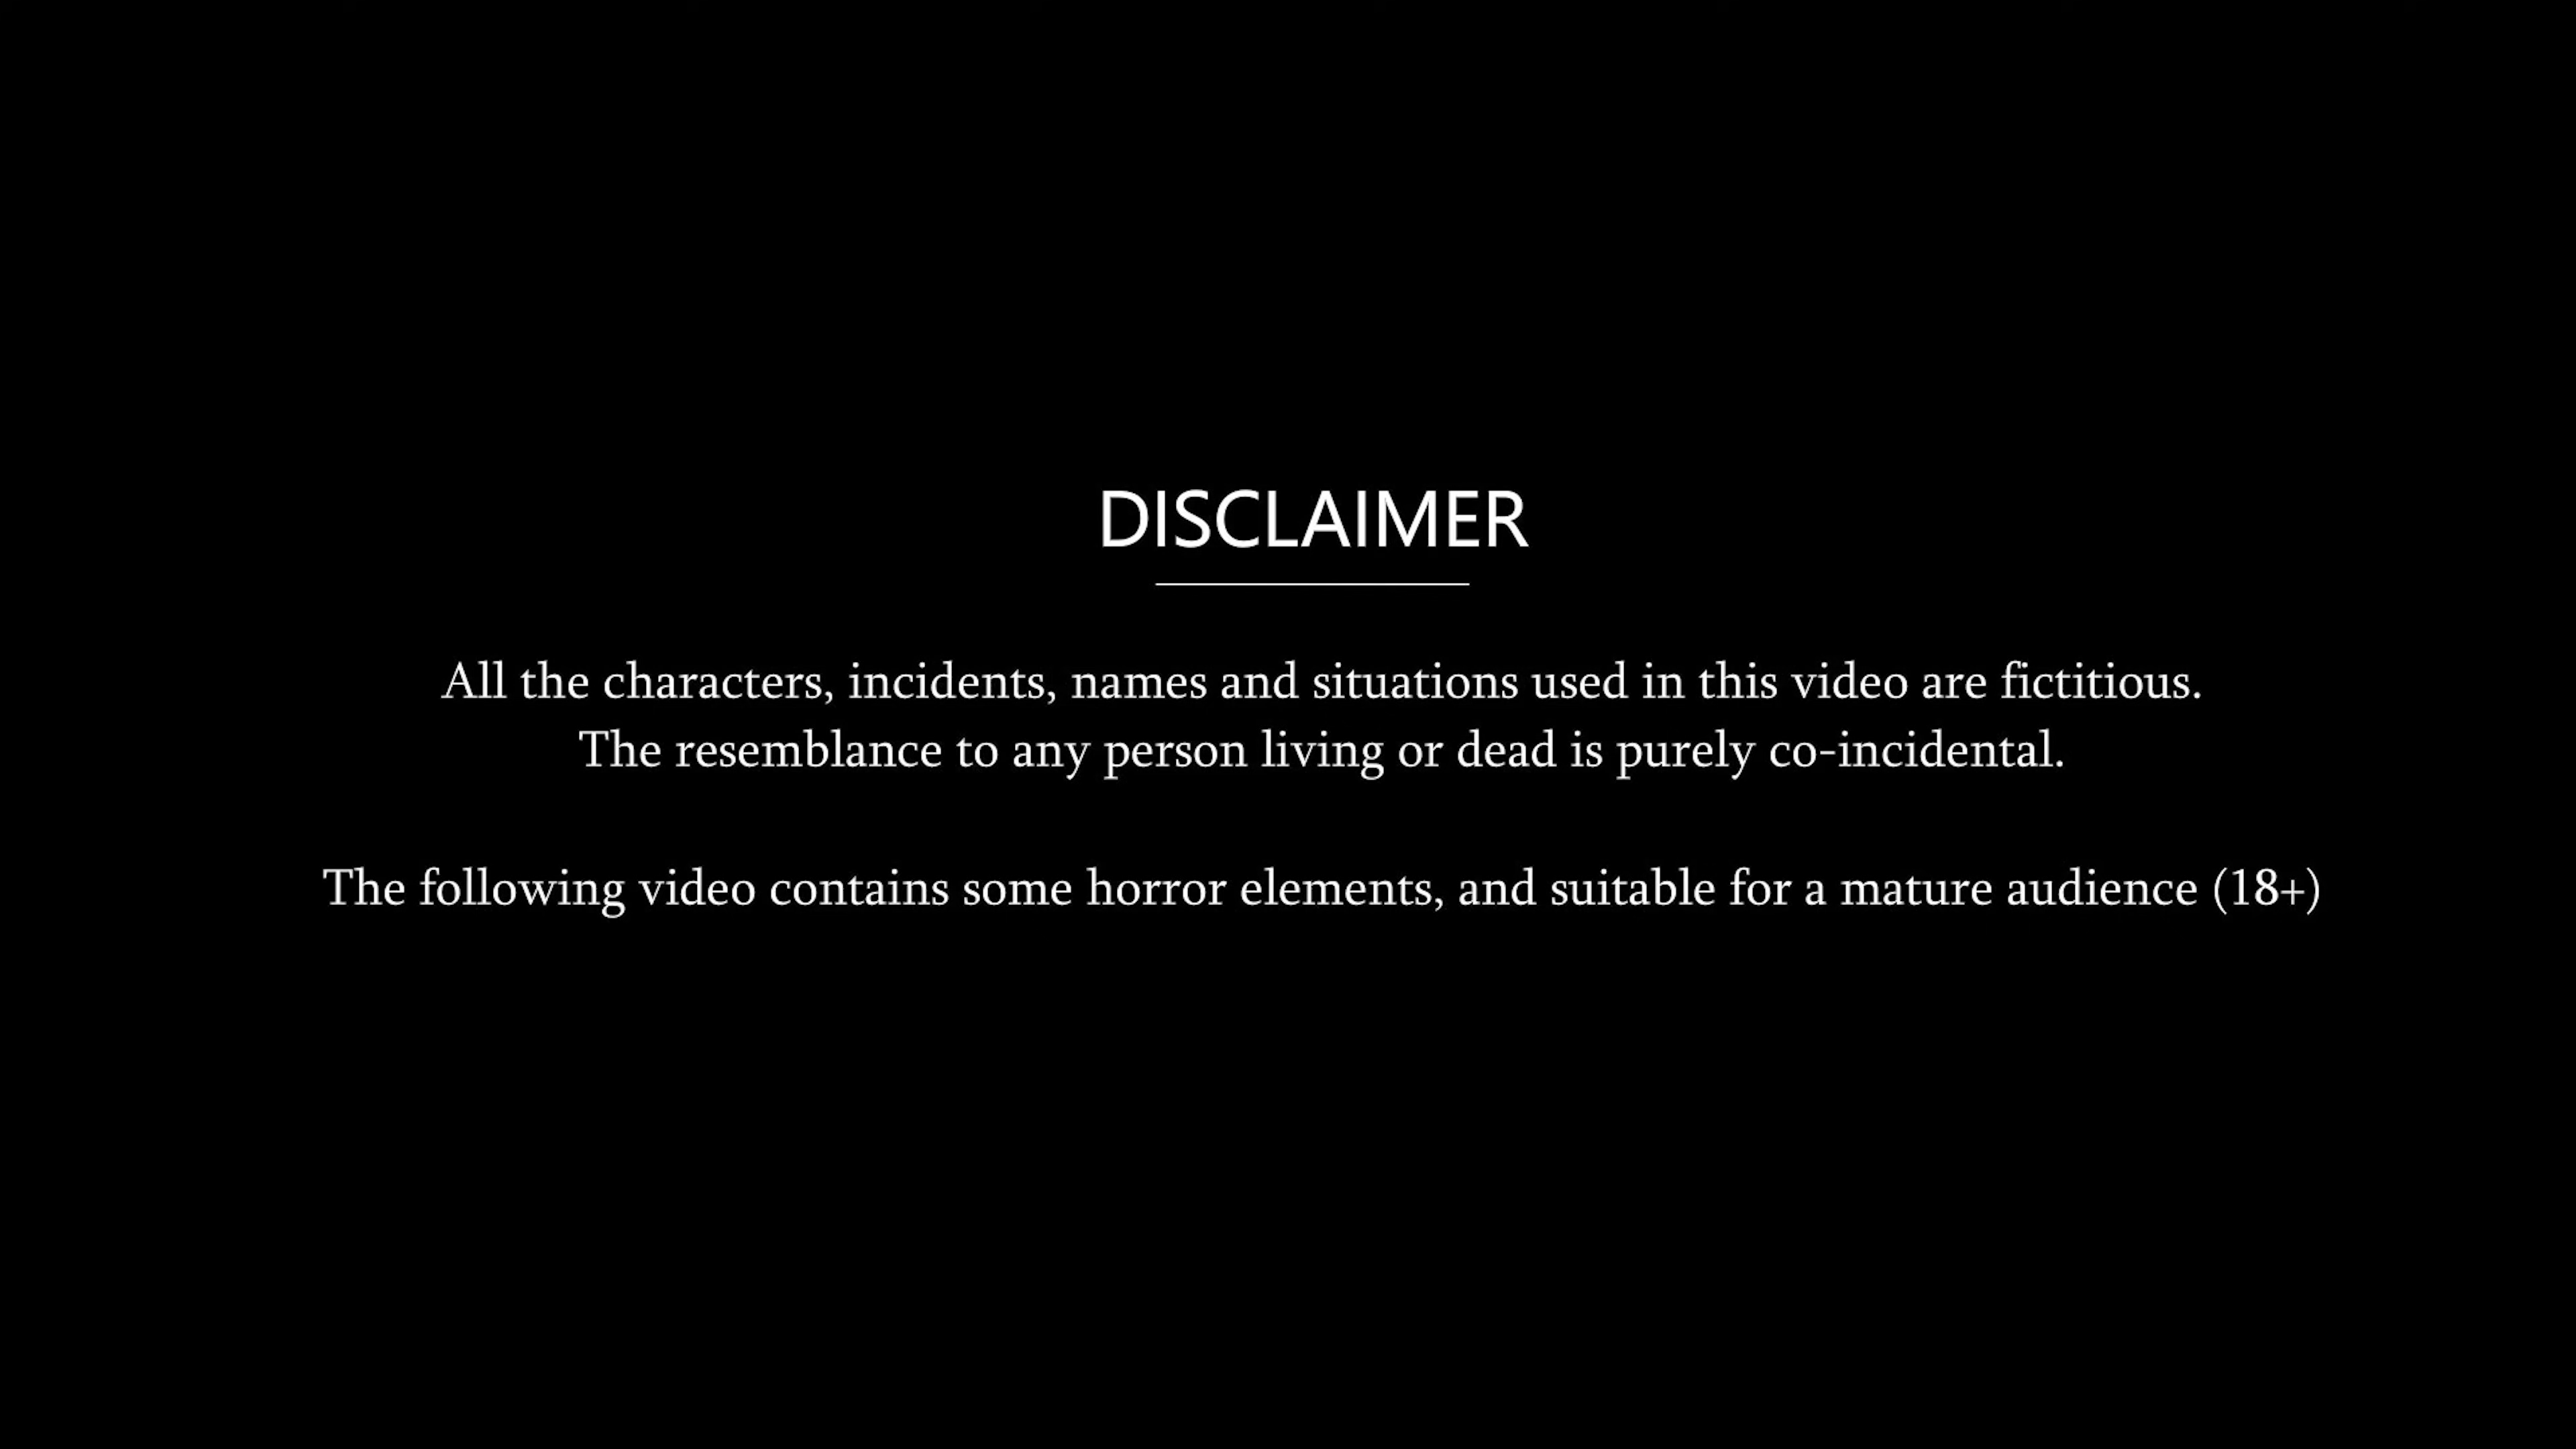 DISCLAIMER
All the characters, incidents, names and situations used in this video are fictitious.
The resemblance to any person living or dead is purely co-incidental.
The following video contains some horror elements, and suitable for a mature audience (18+)